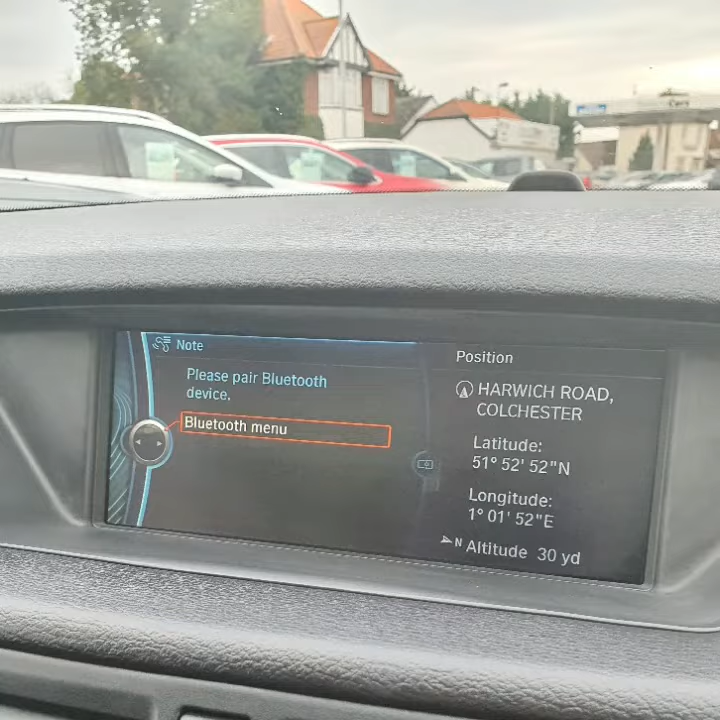 Note
Please pair Bluetooth
device.
Bluetooth menu
Position
HARWICH ROAD,
COLCHESTER
Latitude:
51° 52' 52"N
Longitude:
1° 01' 52"E
N Altitude 30 yd